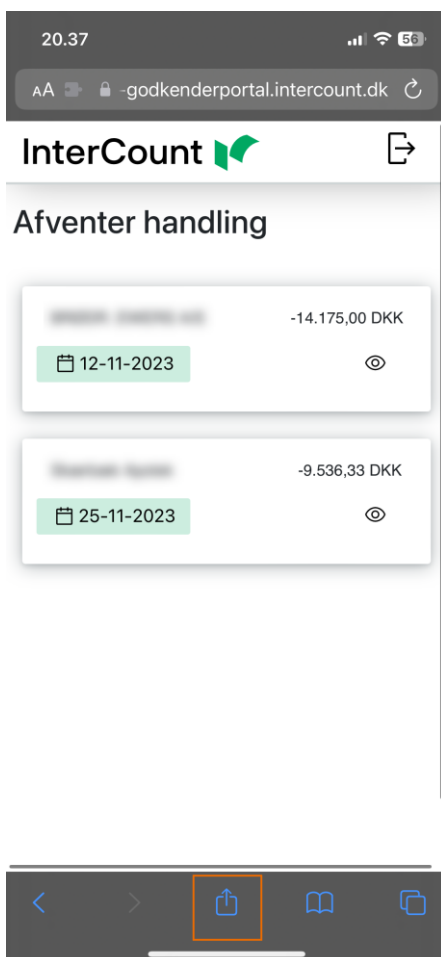 20.37 56
AA -godkenderportal.intercount.dk
InterCount
Afventer handling
-14.175,00 DKK
12-11-2023
-9.536,33 DKK
25-11-2023